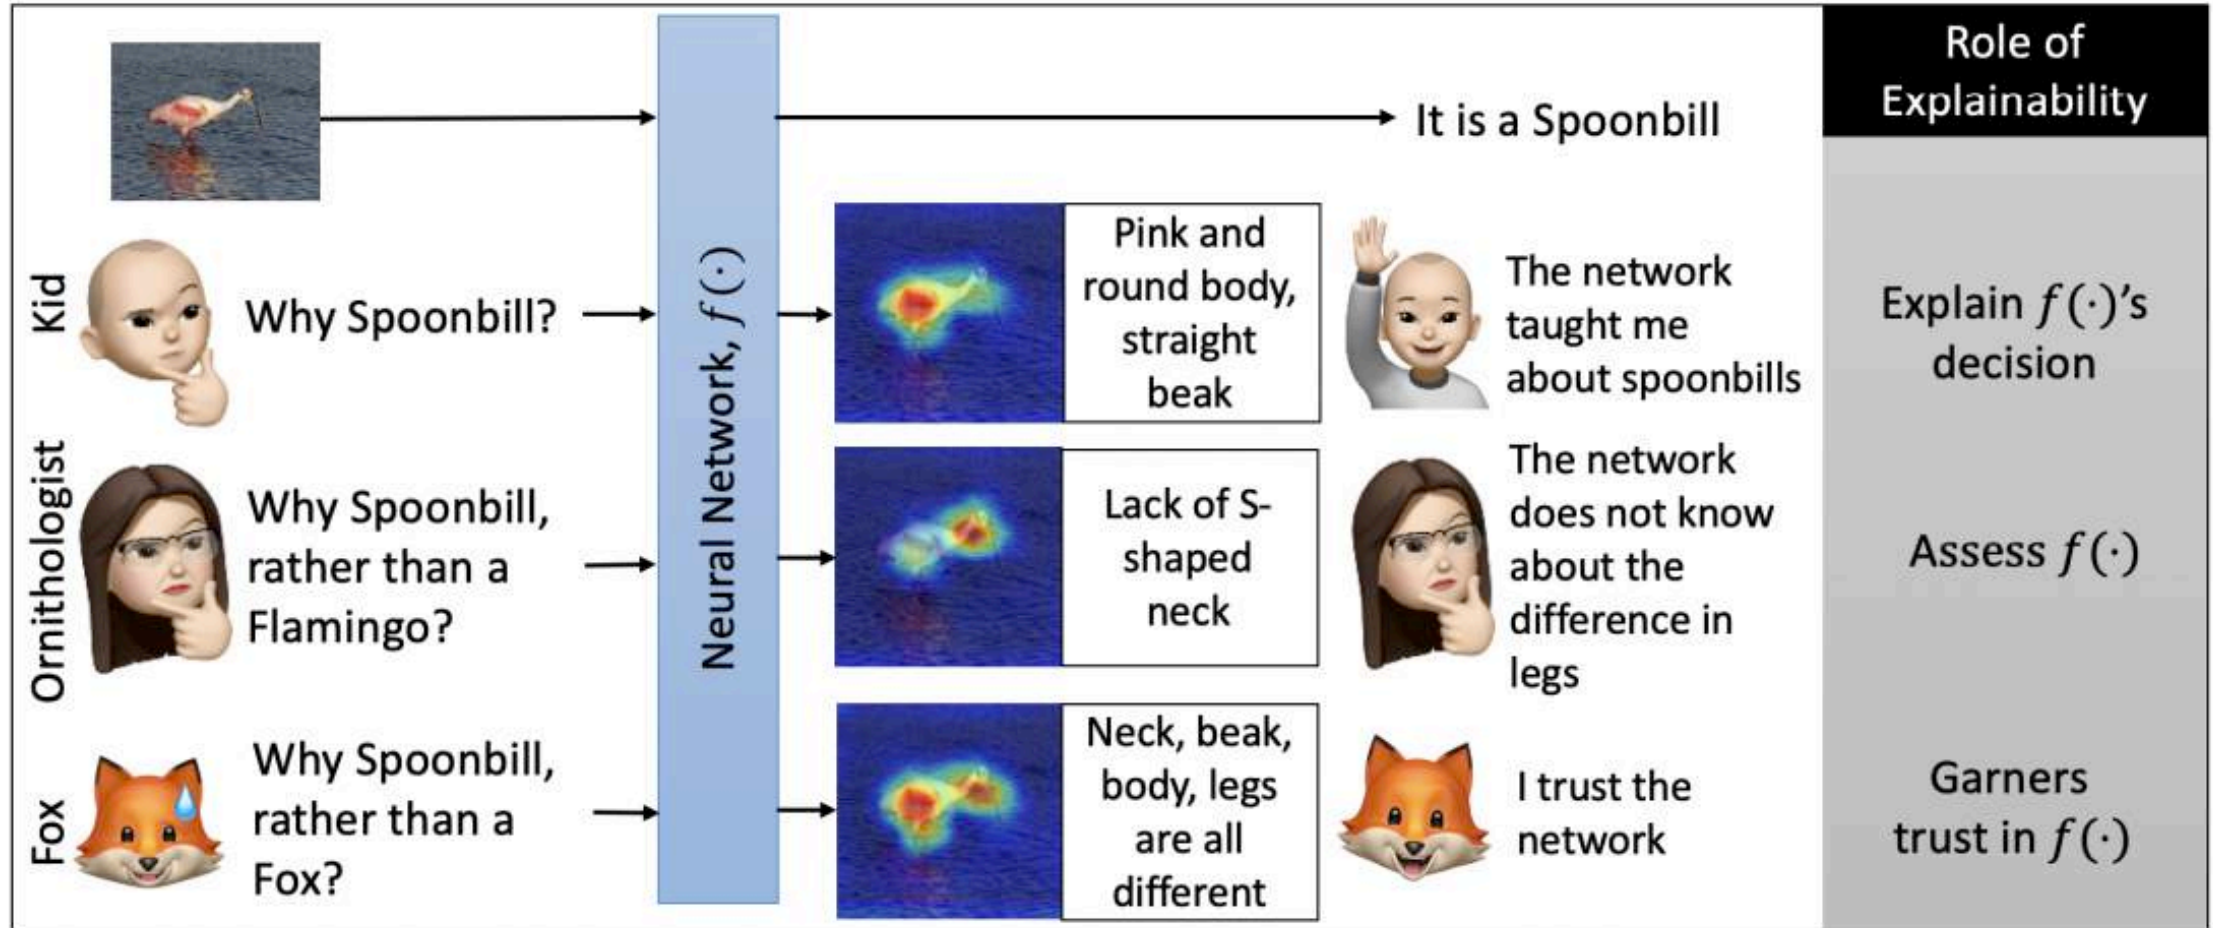 Role of
Explainability
It is a Spoonbill
Neural Network, f(·)
Kid
Why Spoonbill?
Pink and
round body,
straight
beak
The network
taught me
about spoonbills
Explain f(·)'s
decision
Ornithologist
Why Spoonbill,
rather than a
Flamingo?
Lack of S-
shaped
neck
The network
does not know
about the
difference in
legs
Assess f(·)
Fox
Why Spoonbill,
rather than a
Fox?
Neck, beak,
body, legs
are all
different
I trust the
network
Garners
trust in f(·)